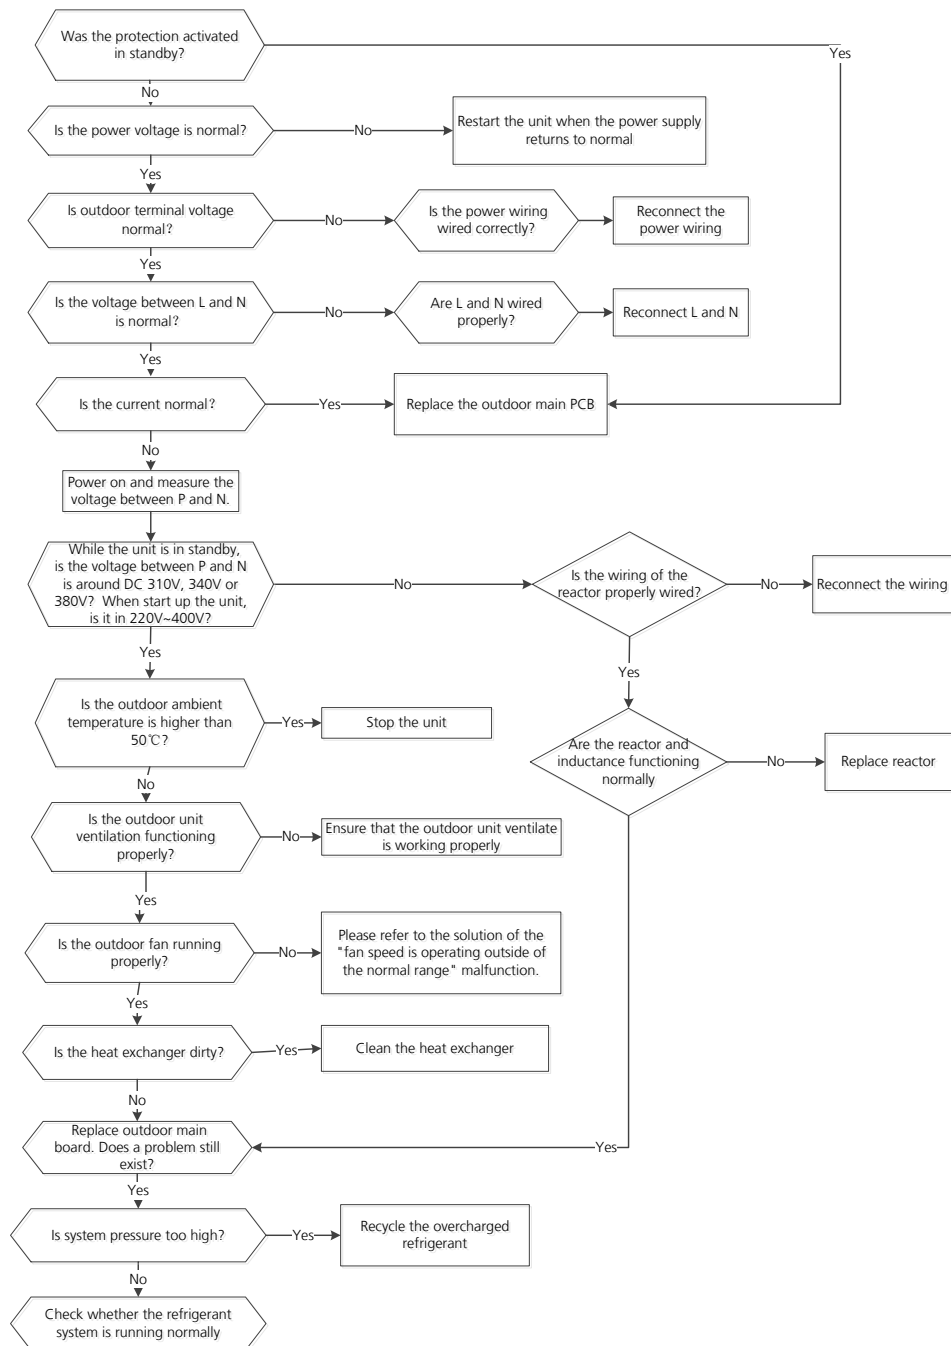 Was the protection activated
in standby?
Yes
No
Is the power voltage is normal?
No
Restart the unit when the power supply
returns to normal
Yes
Is outdoor terminal voltage
normal?
No
Is the power wiring
wired correctly?
Reconnect the
power wiring
Yes
Is the voltage between L and N
is normal?
No
Are L and N wired
properly?
Reconnect L and N
Yes
Is the current normal?
Yes
Replace the outdoor main PCB
No
Power on and measure the
voltage between P and N.
While the unit is in standby,
is the voltage between P and N
is around DC 310V, 340V or
380V? When start up the unit,
is it in 220V~400V?
No
Is the wiring of the
reactor properly wired?
No
Reconnect the wiring
Yes
Yes
Is the outdoor ambient
temperature is higher than
50℃?
Yes
Stop the unit
Are the reactor and
inductance functioning
normally
No
Replace reactor
No
Is the outdoor unit
ventilation functioning
properly?
No
Ensure that the outdoor unit ventilate
is working properly
Yes
Is the outdoor fan running
properly?
No
Please refer to the solution of the
"fan speed is operating outside of
the normal range" malfunction.
Yes
Is the heat exchanger dirty?
Yes
Clean the heat exchanger
No
Replace outdoor main
board. Does a problem still
exist?
Yes
Yes
Is system pressure too high?
Yes
Recycle the overcharged
refrigerant
No
Check whether the refrigerant
system is running normally